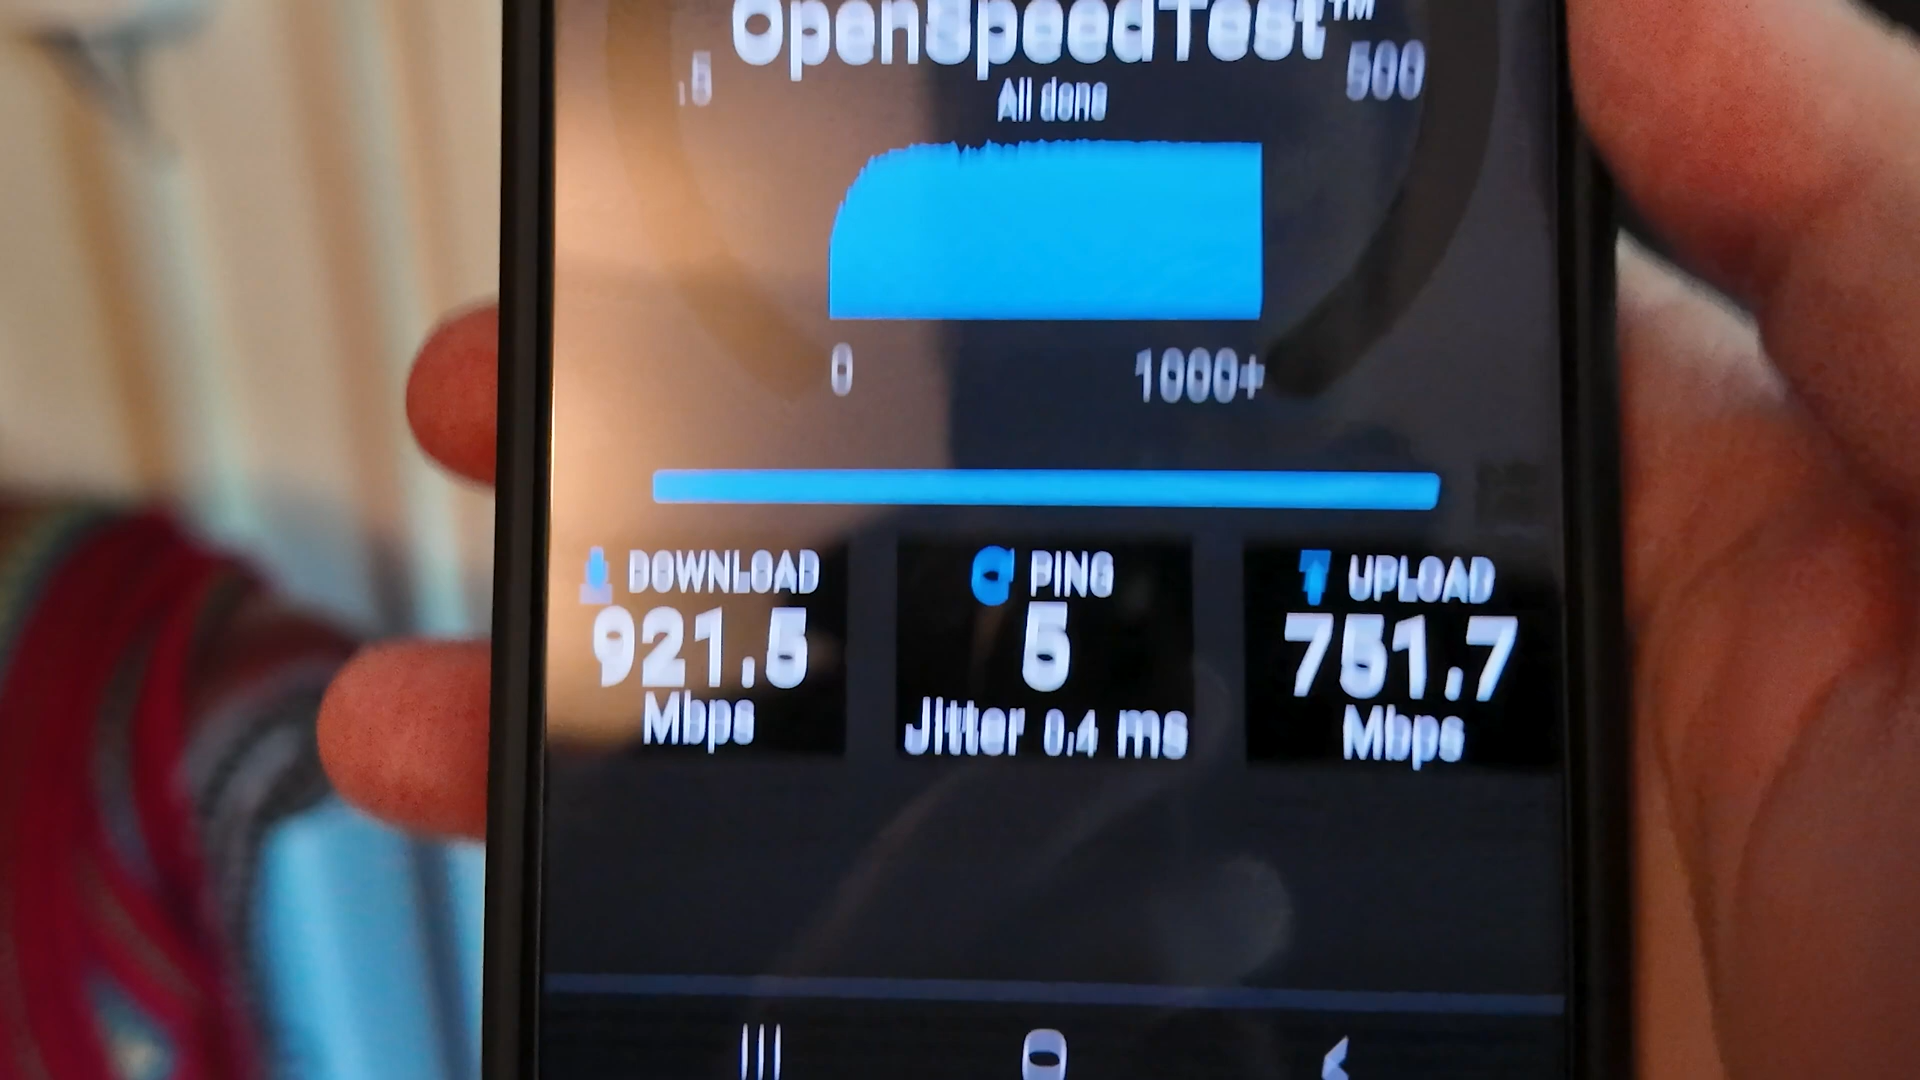 OpenSpeedTest™
.5 500
All done
0 1000+
DOWNLOAD PING UPLOAD
921.5 5 751.7
Mbps Jitter 0.4 ms Mbps